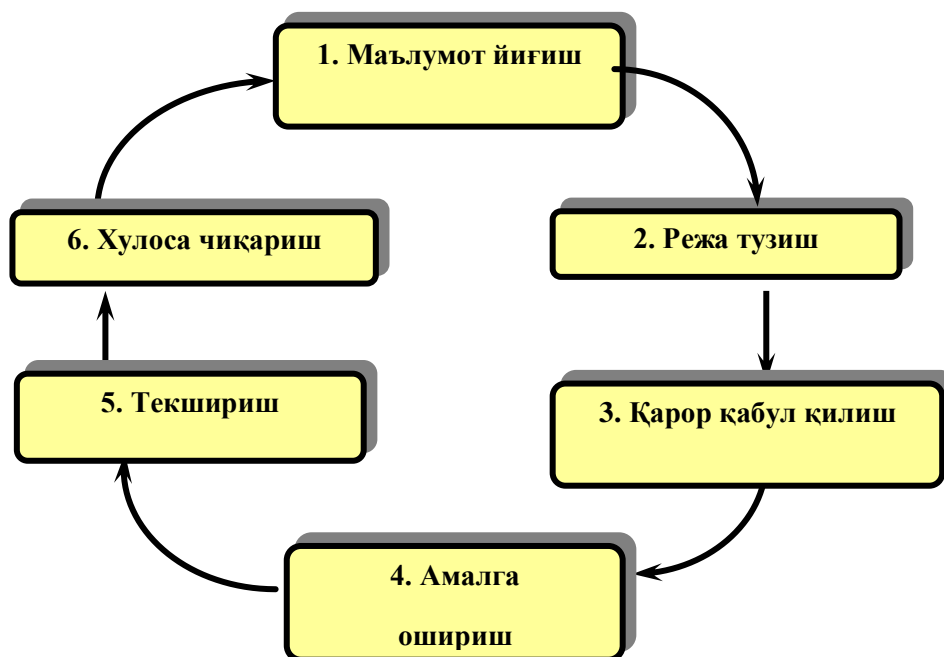 1. Маълумот йиғиш
2. Режа тузиш
3. Қарор қабул қилиш
4. Амалга
ошириш
5. Текшириш
6. Хулоса чиқариш